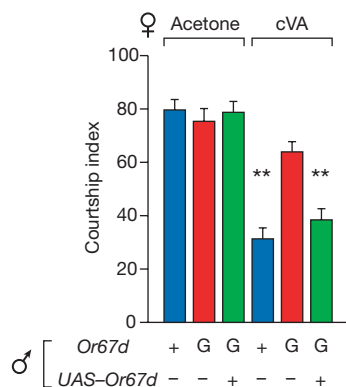 ♀ Acetone cVA
100
80
60
40
20
0
Courtship index
** **
♂ Or67d + G G + G G
UAS–Or67d – – + – – +